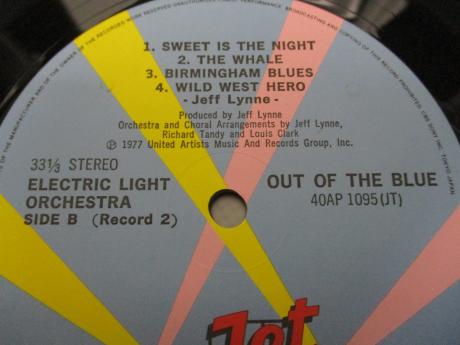 1. SWEET IS THE NIGHT
2. THE WHALE
3. BIRMINGHAM BLUES
4. WILD WEST HERO
- Jeff Lynne -
Produced by Jeff Lynne
Orchestra and Choral Arrangements by Jeff Lynne,
Richard Tandy and Louis Clark
Ⓟ 1977 United Artists Music And Records Group, Inc.
33⅓ STEREO
ELECTRIC LIGHT
ORCHESTRA
SIDE B (Record 2)
OUT OF THE BLUE
40AP 1095(JT)
Jet